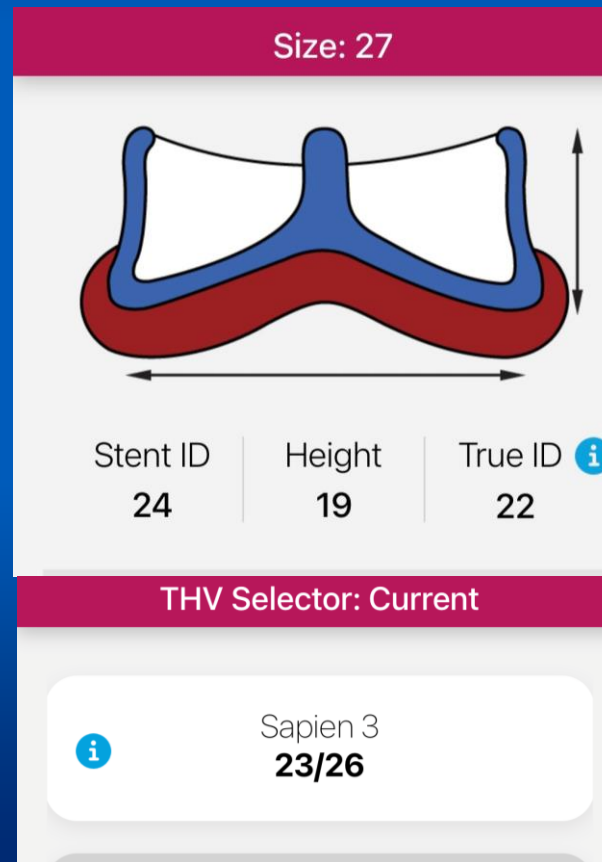 Size: 27
Stent ID Height True ID i
24 19 22
THV Selector: Current
Sapien 3
i
23/26